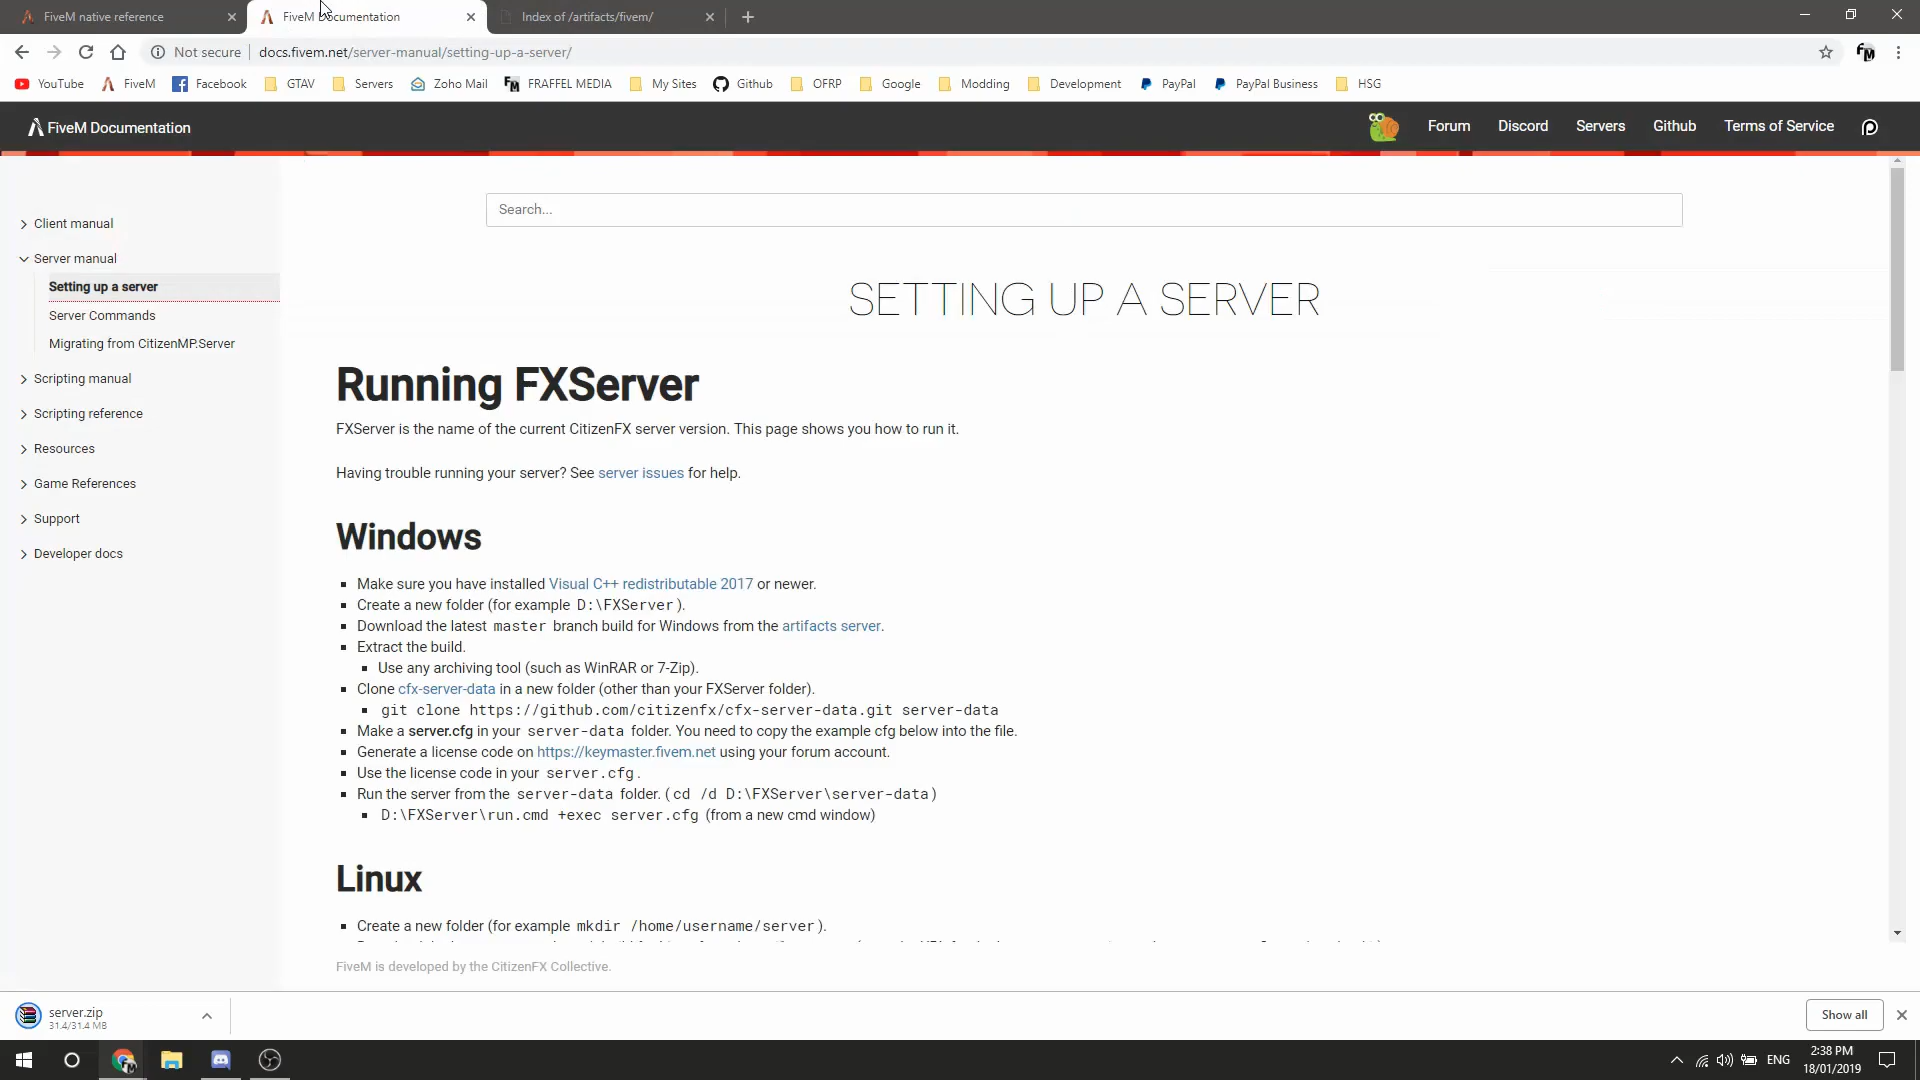 FiveM native reference
FiveM Documentation
Index of /artifacts/fivem/
Not secure
docs.fivem.net/server-manual/setting-up-a-server/
YouTube
FiveM
Facebook
GTAV
Servers
Zoho Mail
FRAFFEL MEDIA
My Sites
Github
OFRP
Google
Modding
Development
PayPal
PayPal Business
HSG
FiveM Documentation
Forum
Discord
Servers
Github
Terms of Service
Client manual
Server manual
Setting up a server
Server Commands
Migrating from CitizenMP.Server
Scripting manual
Scripting reference
Resources
Game References
Support
Developer docs
Search...
SETTING UP A SERVER
Running FXServer
FXServer is the name of the current CitizenFX server version. This page shows you how to run it.
Having trouble running your server? See server issues for help.
Windows
Make sure you have installed Visual C++ redistributable 2017 or newer.
Create a new folder (for example D:\FXServer).
Download the latest master branch build for Windows from the artifacts server.
Extract the build.
Use any archiving tool (such as WinRAR or 7-Zip).
Clone cfx-server-data in a new folder (other than your FXServer folder).
git clone https://github.com/citizenfx/cfx-server-data.git server-data
Make a server.cfg in your server-data folder. You need to copy the example cfg below into the file.
Generate a license code on https://keymaster.fivem.net using your forum account.
Use the license code in your server.cfg.
Run the server from the server-data folder. (cd /d D:\FXServer\server-data)
D:\FXServer\run.cmd +exec server.cfg (from a new cmd window)
Linux
Create a new folder (for example mkdir /home/username/server).
FiveM is developed by the CitizenFX Collective.
server.zip
31.4/31.4 MB
Show all
ENG
2:38 PM
18/01/2019